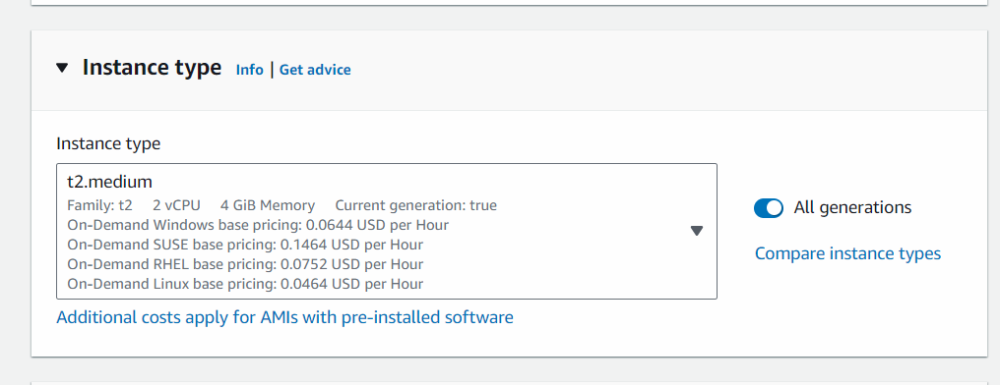 Instance type Info | Get advice
Instance type
t2.medium
Family: t2 2 vCPU 4 GiB Memory Current generation: true
On-Demand Windows base pricing: 0.0644 USD per Hour
On-Demand SUSE base pricing: 0.1464 USD per Hour
On-Demand RHEL base pricing: 0.0752 USD per Hour
On-Demand Linux base pricing: 0.0464 USD per Hour
All generations
Compare instance types
Additional costs apply for AMIs with pre-installed software